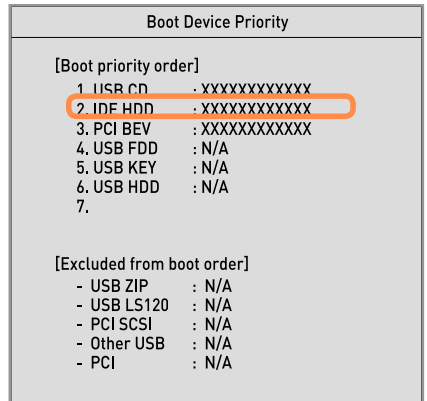 Boot Device Priority
[Boot priority order]
1. USB CD : XXXXXXXXXXXX
2. IDE HDD : XXXXXXXXXXXX
3. PCI BEV : XXXXXXXXXXXX
4. USB FDD : N/A
5. USB KEY : N/A
6. USB HDD : N/A
7.
[Excluded from boot order]
- USB ZIP : N/A
- USB LS120 : N/A
- PCI SCSI : N/A
- Other USB : N/A
- PCI : N/A